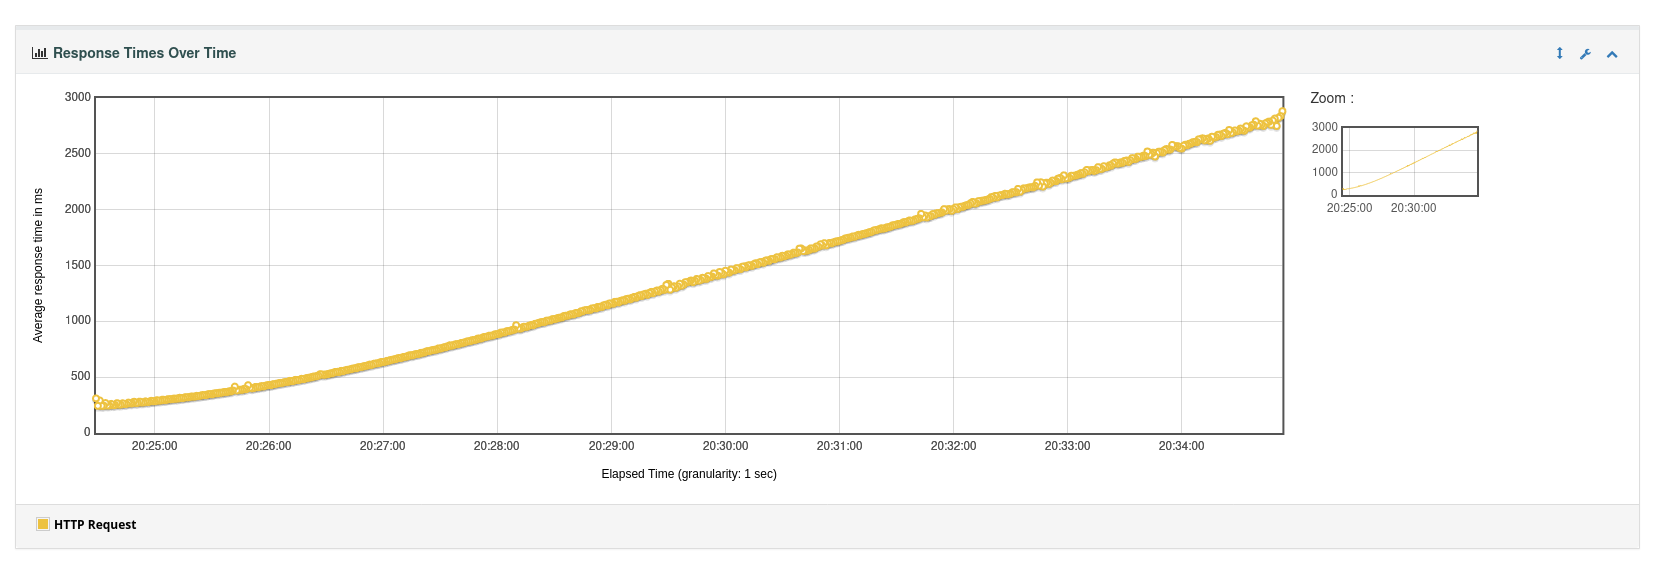 Response Times Over Time
3000
2500
2000
1500
1000
500
0
Average response time in ms
20:25:00 20:26:00 20:27:00 20:28:00 20:29:00 20:30:00 20:31:00 20:32:00 20:33:00 20:34:00
Elapsed Time (granularity: 1 sec)
Zoom :
3000
2000
1000
0
20:25:00 20:30:00
HTTP Request